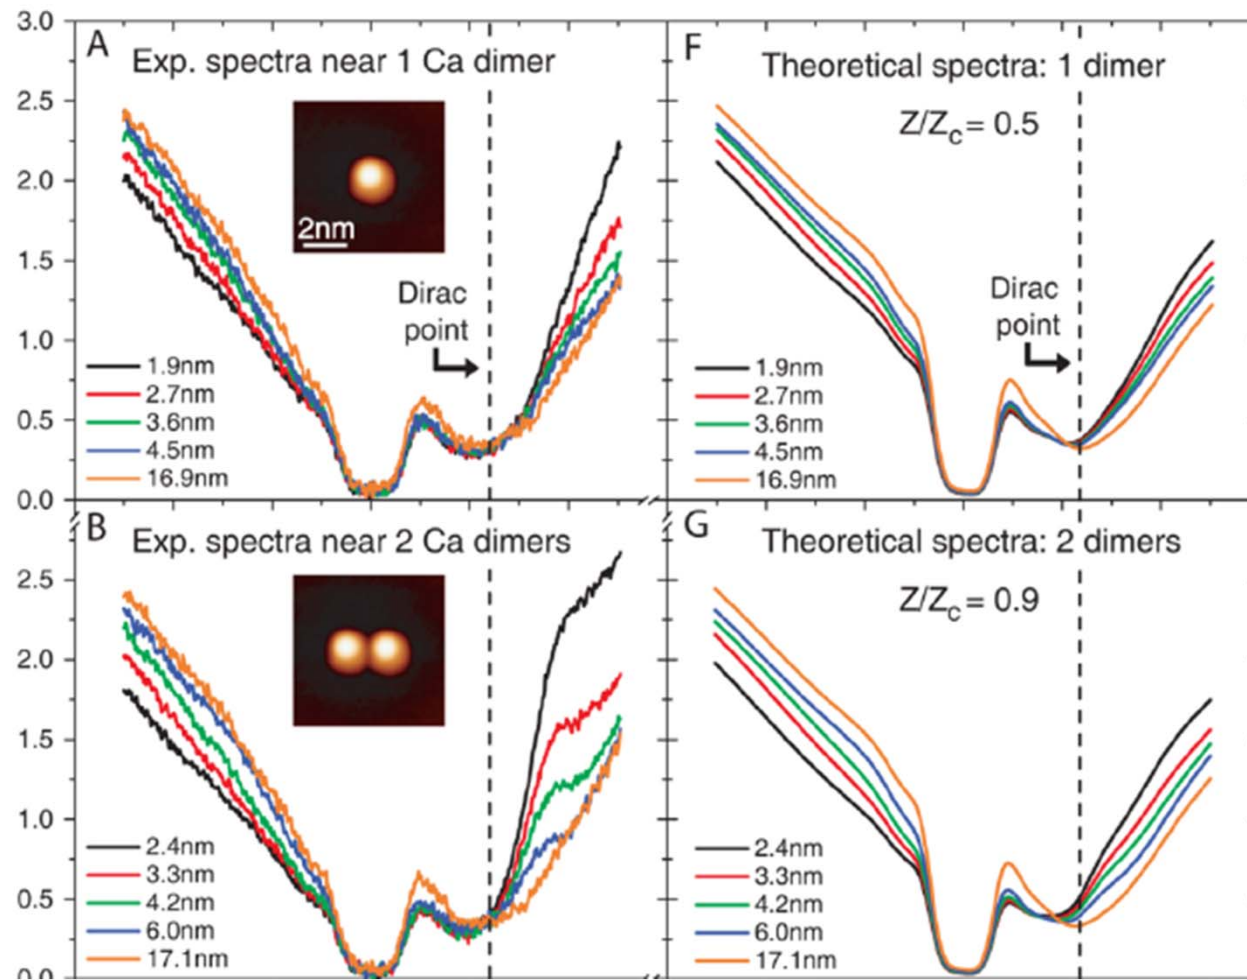 A
Exp. spectra near 1 Ca dimer
3.0
2.5
2.0
1.5
1.0
0.5
0.0
2nm
Dirac
point
1.9nm
2.7nm
3.6nm
4.5nm
16.9nm
F
Theoretical spectra: 1 dimer
Z/Zc = 0.5
Dirac
point
1.9nm
2.7nm
3.6nm
4.5nm
16.9nm
B
Exp. spectra near 2 Ca dimers
2.5
2.0
1.5
1.0
0.5
0.0
2.4nm
3.3nm
4.2nm
6.0nm
17.1nm
G
Theoretical spectra: 2 dimers
Z/Zc = 0.9
2.4nm
3.3nm
4.2nm
6.0nm
17.1nm